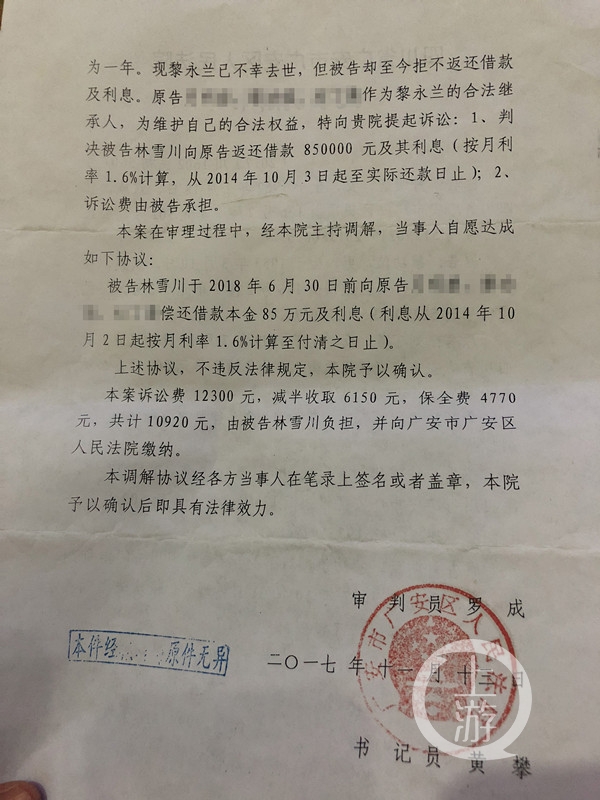 为一年。现黎永兰已不幸去世，但被告却至今拒不返还借款
及利息。原告 作为黎永兰的合法继
承人，为维护自己的合法权益，特向贵院提起诉讼：1、判
决被告林雪川向原告返还借款 850000 元及其利息（按月利
率 1.6%计算，从 2014 年 10 月 3 日起至实际还款日止）；2、
诉讼费由被告承担。
本案在审理过程中，经本院主持调解，当事人自愿达成
如下协议：
被告林雪川于 2018 年 6 月 30 日前向原告
偿还借款本金 85 万元及利息（利息从 2014 年 10
月 2 日起按月利率 1.6%计算至付清之日止）。
上述协议，不违反法律规定，本院予以确认。
本案诉讼费 12300 元，减半收取 6150 元，保全费 4770
元，共计 10920 元，由被告林雪川负担，并向广安市广安区
人民法院缴纳。
本调解协议经各方当事人在笔录上签名或者盖章，本院
予以确认后即具有法律效力。
审判员 罗成
广安市广安区人民法院
本件经 原件无异
二〇一七年十一月十三日
上游
书记员 黄攀